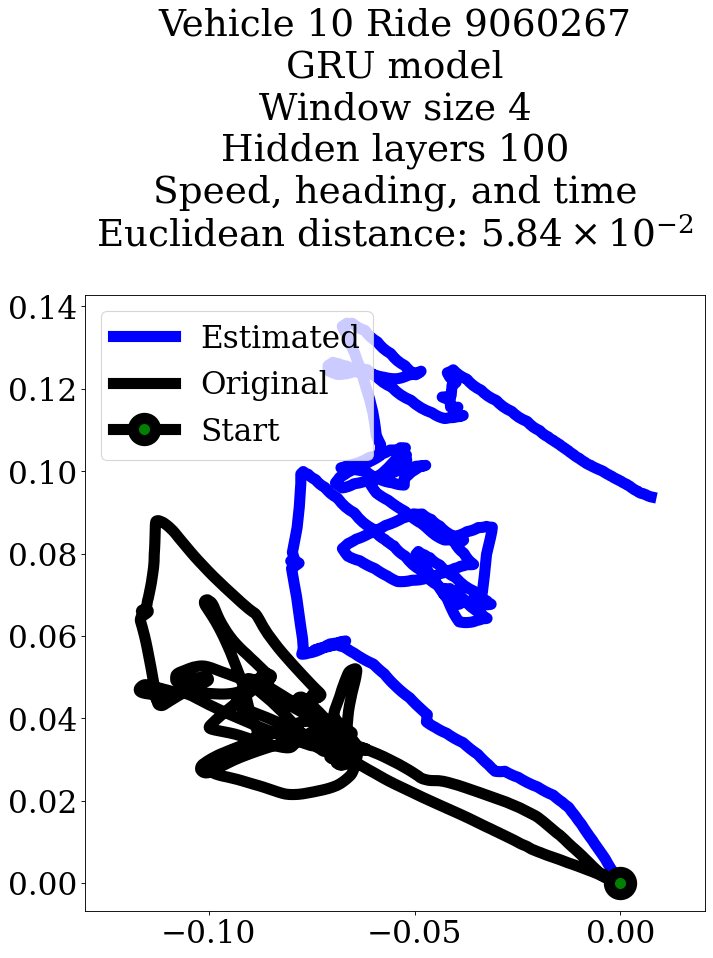 Vehicle 10 Ride 9060267
GRU model
Window size 4
Hidden layers 100
Speed, heading, and time
Euclidean distance: 5.84 × 10⁻²
0.14
0.12
0.10
0.08
0.06
0.04
0.02
0.00
Estimated
Original
Start
−0.10
−0.05
0.00